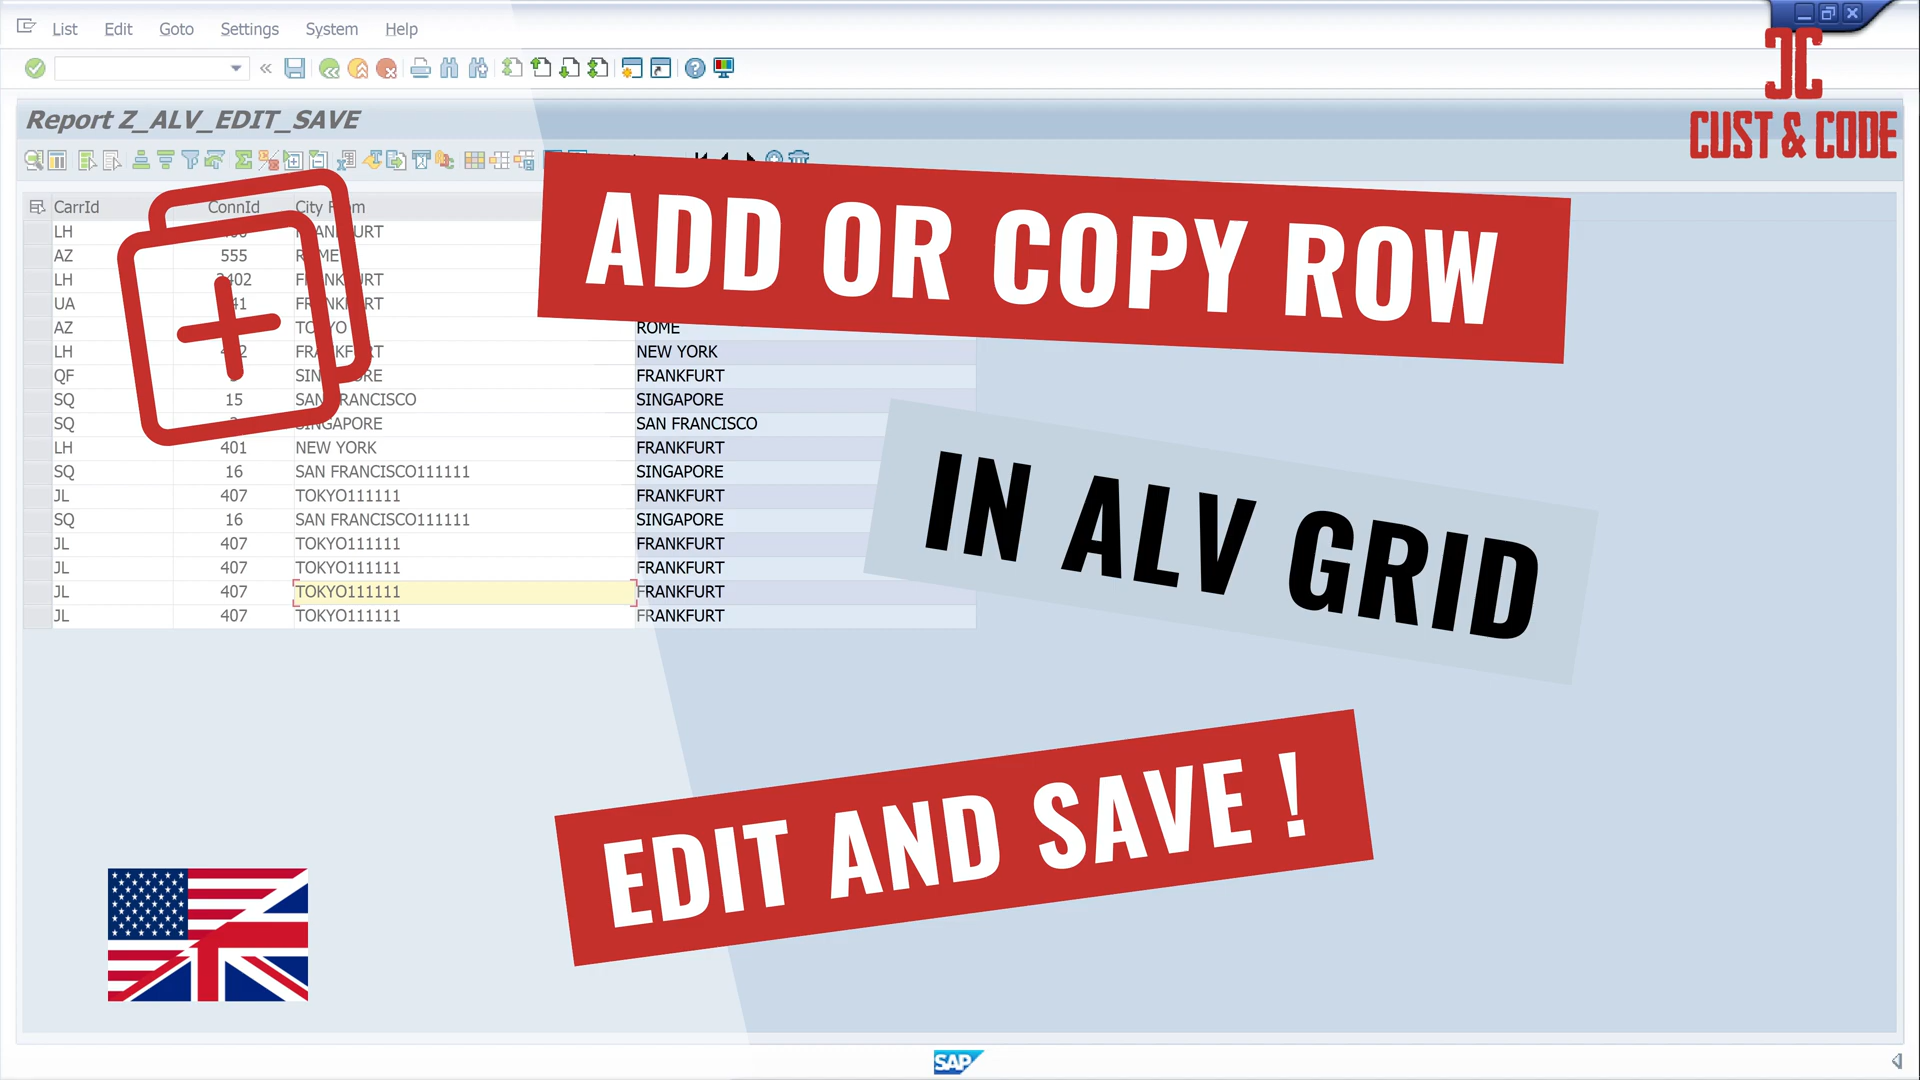 List Edit Goto Settings System Help
CUST & CODE
Report Z_ALV_EDIT_SAVE
ADD OR COPY ROW
CarrId ConnId City
LH
AZ 555
LH
UA
AZ ROME
LH NEW YORK
QF FRANKFURT
SQ 15 SINGAPORE
SQ SAN FRANCISCO
LH 401 NEW YORK FRANKFURT
SQ 16 SAN FRANCISCO111111 SINGAPORE
JL 407 TOKYO111111 FRANKFURT
SQ 16 SAN FRANCISCO111111 SINGAPORE
JL 407 TOKYO111111 FRANKFURT
JL 407 TOKYO111111 FRANKFURT
JL 407 TOKYO111111 FRANKFURT
JL 407 TOKYO111111 FRANKFURT
IN ALV GRID
EDIT AND SAVE !
SAP